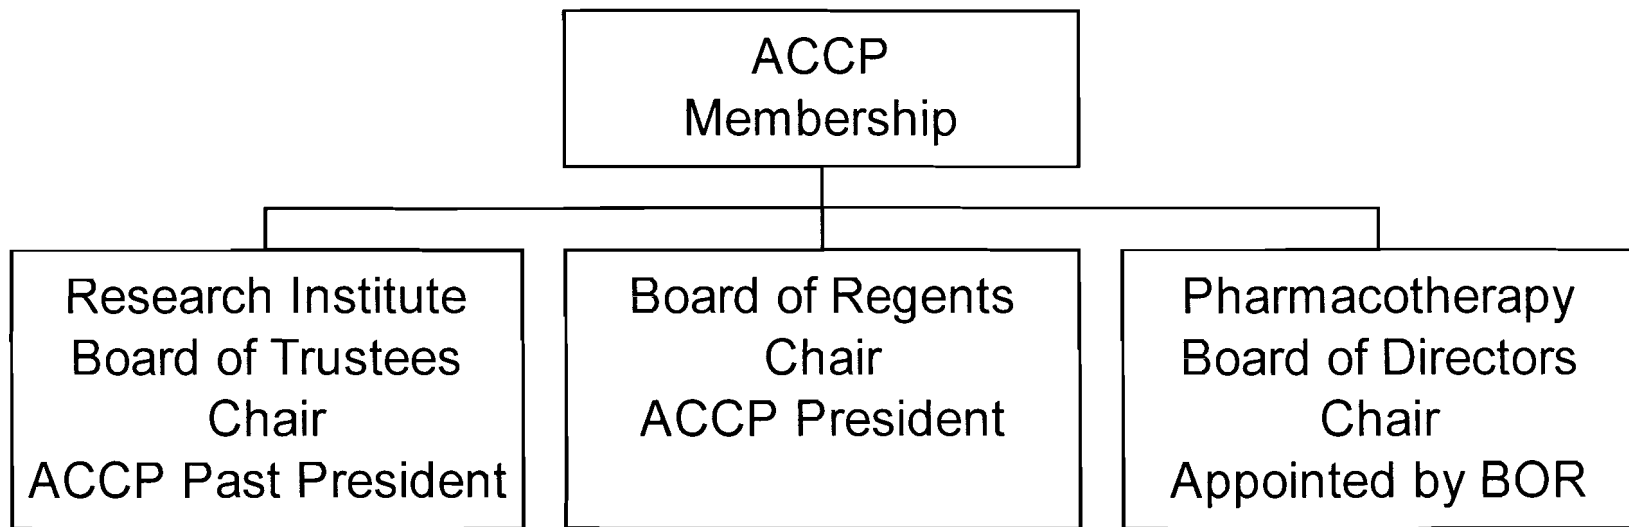 ACCP
Membership
Research Institute
Board of Trustees
Chair
ACCP Past President
Board of Regents
Chair
ACCP President
Pharmacotherapy
Board of Directors
Chair
Appointed by BOR